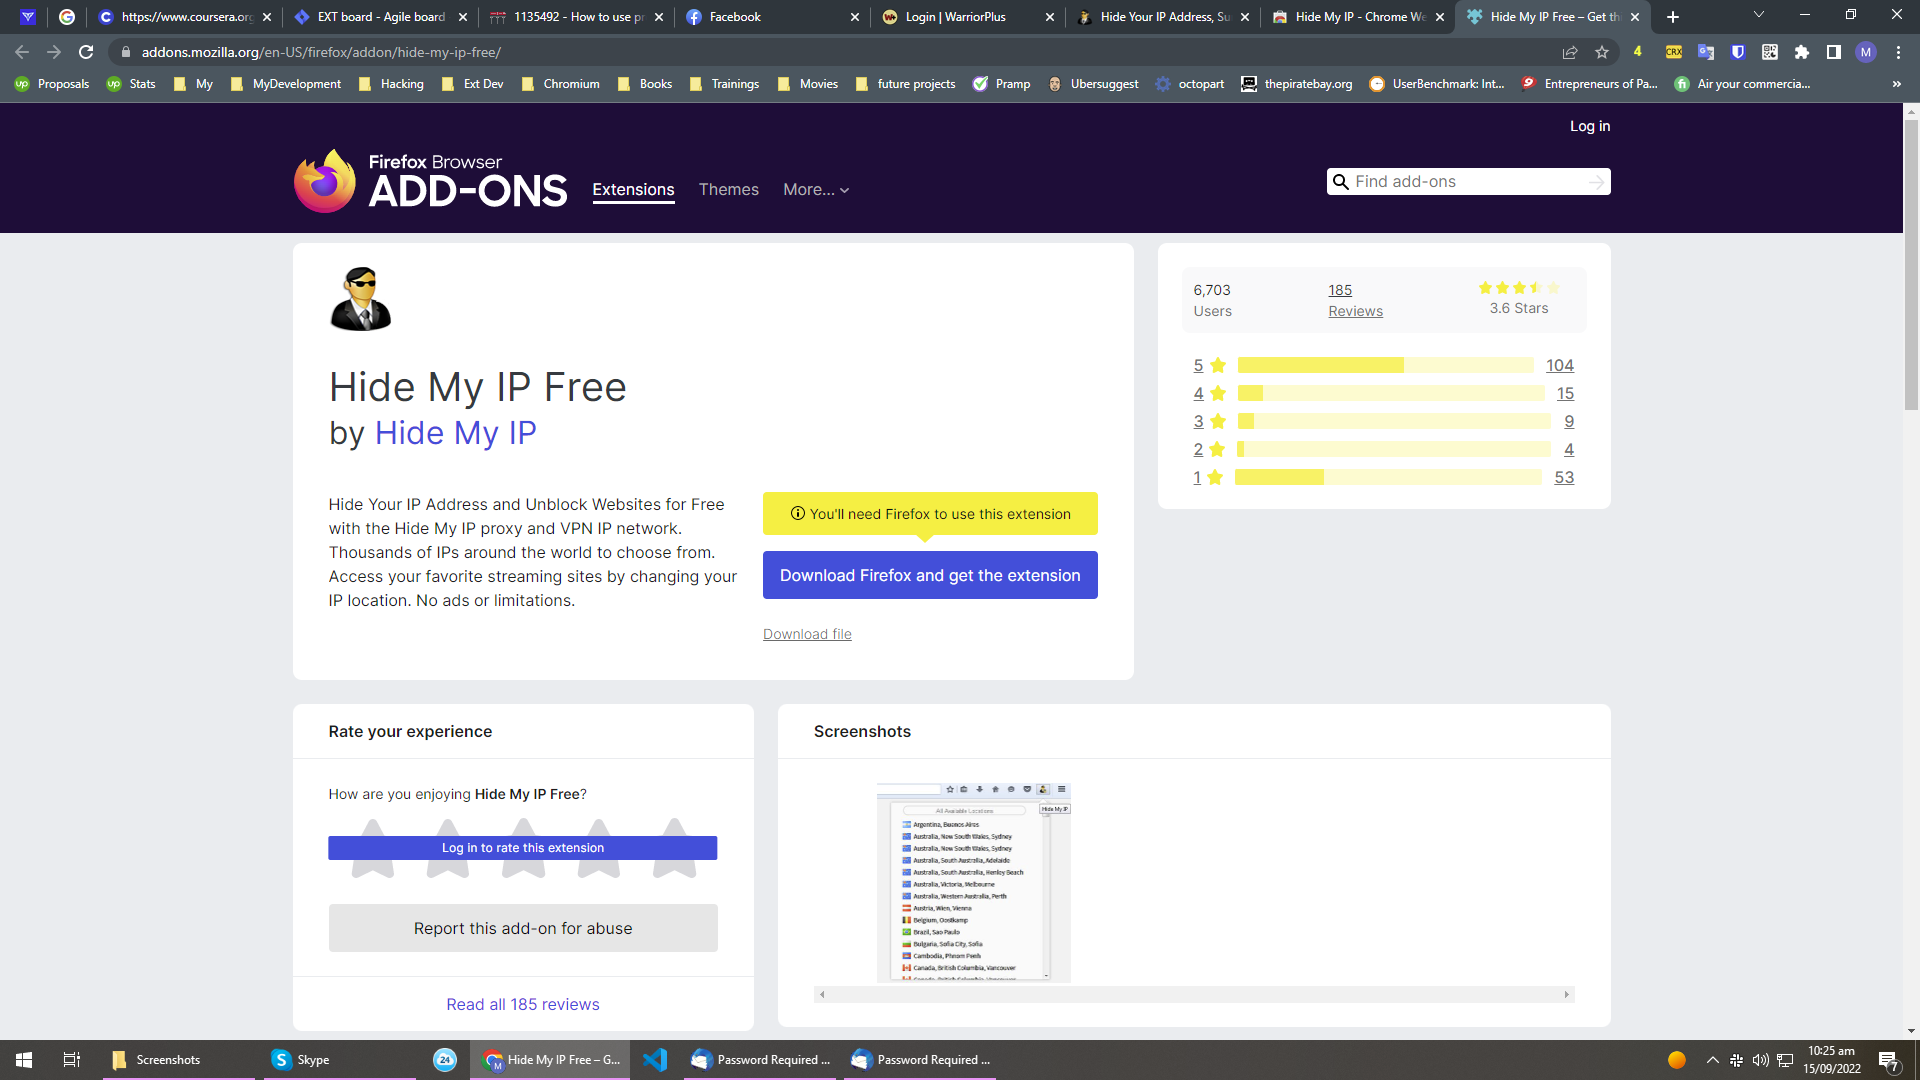 https://www.coursera.org
EXT board - Agile board
1135492 - How to use pr
Facebook
Login | WarriorPlus
Hide Your IP Address, Su
Hide My IP - Chrome We
Hide My IP Free – Get th
addons.mozilla.org/en-US/firefox/addon/hide-my-ip-free/
4
CRX
M
Proposals
Stats
My
MyDevelopment
Hacking
Ext Dev
Chromium
Books
Trainings
Movies
future projects
Pramp
Ubersuggest
octopart
thepiratebay.org
UserBenchmark: Int...
Entrepreneurs of Pa...
Air your commercia...
»
Log in
Firefox Browser
ADD-ONS
Extensions
Themes
More...
Find add-ons
Hide My IP Free
by Hide My IP
Hide Your IP Address and Unblock Websites for Free
with the Hide My IP proxy and VPN IP network.
Thousands of IPs around the world to choose from.
Access your favorite streaming sites by changing your
IP location. No ads or limitations.
You'll need Firefox to use this extension
Download Firefox and get the extension
Download file
6,703
Users
185
Reviews
3.6 Stars
5 104
4 15
3 9
2 4
1 53
Rate your experience
How are you enjoying Hide My IP Free?
Log in to rate this extension
Report this add-on for abuse
Read all 185 reviews
Screenshots
Hide My IP
All Available Locations
Argentina, Buenos Aires
Australia, New South Wales, Sydney
Australia, New South Wales, Sydney
Australia, South Australia, Adelaide
Australia, South Australia, Henley Beach
Australia, Victoria, Melbourne
Australia, Western Australia, Perth
Austria, Wien, Vienna
Belgium, Oostkamp
Brazil, Sao Paulo
Bulgaria, Sofia City, Sofia
Cambodia, Phnom Penh
Canada, British Columbia, Vancouver
Screenshots
Skype
24
Hide My IP Free – G...
Password Required ...
Password Required ...
10:25 am
15/09/2022
7